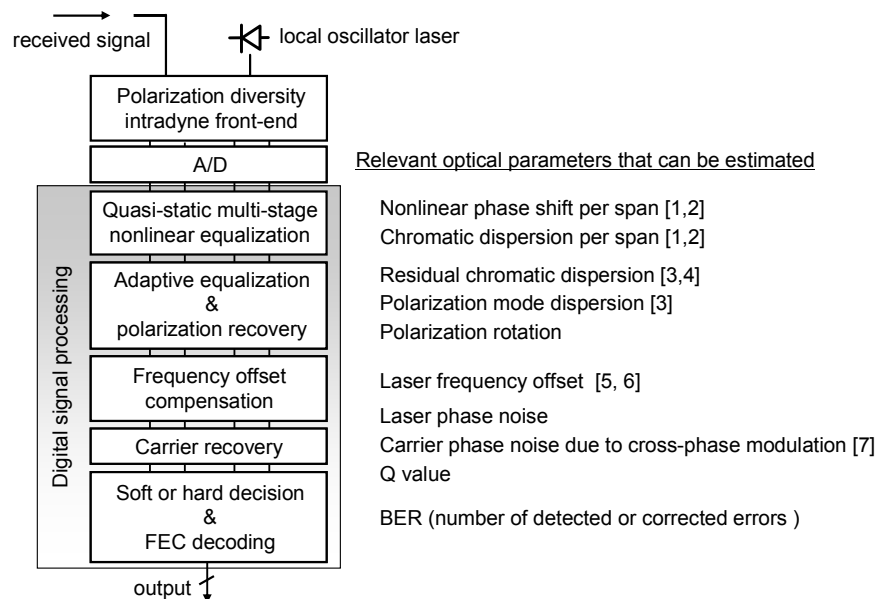 received signal
local oscillator laser
Polarization diversity
intradyne front-end
A/D
Relevant optical parameters that can be estimated
Digital signal processing
Quasi-static multi-stage
nonlinear equalization
Nonlinear phase shift per span [1,2]
Chromatic dispersion per span [1,2]
Adaptive equalization
&
polarization recovery
Residual chromatic dispersion [3,4]
Polarization mode dispersion [3]
Polarization rotation
Frequency offset
compensation
Laser frequency offset [5, 6]
Carrier recovery
Laser phase noise
Carrier phase noise due to cross-phase modulation [7]
Q value
Soft or hard decision
&
FEC decoding
BER (number of detected or corrected errors )
output